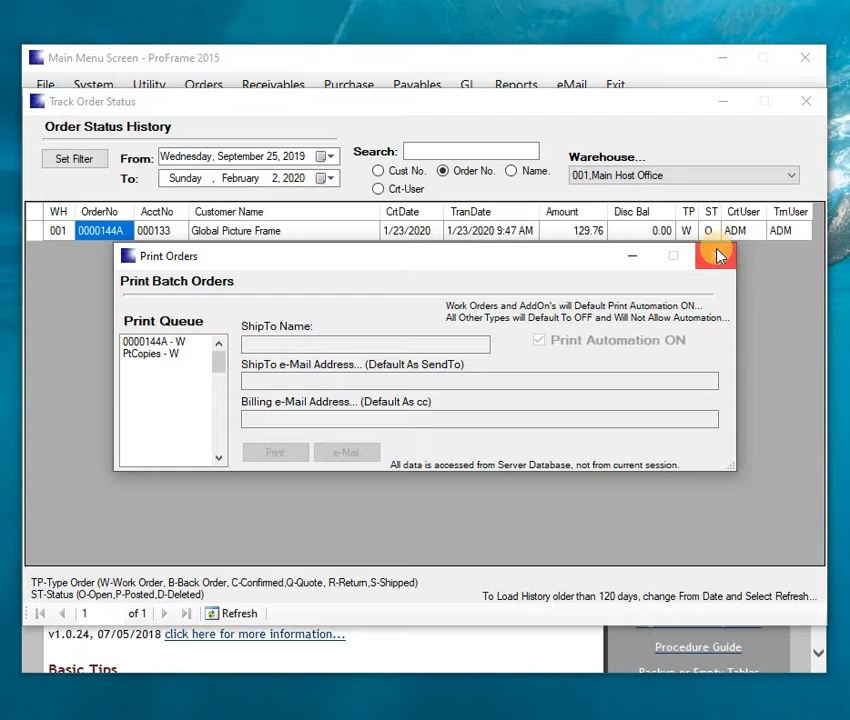 Main Menu Screen - ProFrame 2015
File System Utility Orders Receivables Purchase Payables GL Reports eMail Exit
Track Order Status
Order Status History
Set Filter
From: Wednesday, September 25, 2019
To: Sunday , February 2, 2020
Search:
Cust No. Order No. Name.
Crt-User
Warehouse...
001,Main Host Office
WH OrderNo AcctNo Customer Name CrtDate TranDate Amount Disc Bal TP ST CrtUser TrnUser
001 0000144A 000133 Global Picture Frame 1/23/2020 1/23/2020 9:47 AM 129.76 0.00 W O ADM ADM
Print Orders
Print Batch Orders
Work Orders and AddOn's will Default Print Automation ON...
All Other Types will Default To OFF and Will Not Allow Automation...
Print Queue
0000144A - W
PtCopies - W
ShipTo Name:
Print Automation ON
ShipTo e-Mail Address... (Default As SendTo)
Billing e-Mail Address... (Default As cc)
Print e-Mail
All data is accessed from Server Database, not from current session.
TP-Type Order (W-Work Order, B-Back Order, C-Confirmed,Q-Quote, R-Return,S-Shipped)
ST-Status (O-Open,P-Posted,D-Deleted)
To Load History older than 120 days, change From Date and Select Refresh...
1 of 1 Refresh
v1.0.24, 07/05/2018 click here for more information...
Procedure Guide
Basic Tips
Backup or Empty Tables